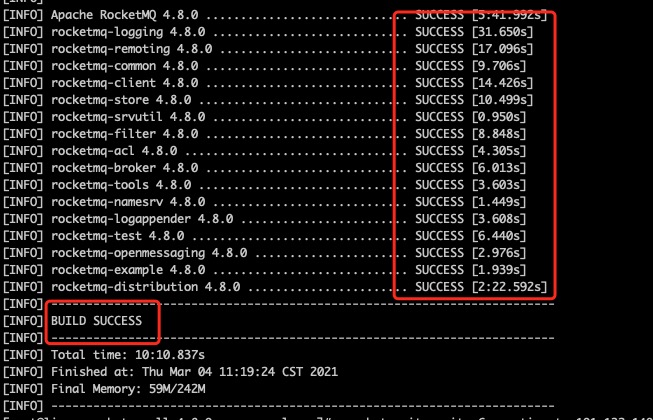 [INFO]
[INFO] Apache RocketMQ 4.8.0 ............................. SUCCESS [5:41.992s]
[INFO] rocketmq-logging 4.8.0 ............................ SUCCESS [31.650s]
[INFO] rocketmq-remoting 4.8.0 ........................... SUCCESS [17.096s]
[INFO] rocketmq-common 4.8.0 ............................. SUCCESS [9.706s]
[INFO] rocketmq-client 4.8.0 ............................. SUCCESS [14.426s]
[INFO] rocketmq-store 4.8.0 .............................. SUCCESS [10.499s]
[INFO] rocketmq-srvutil 4.8.0 ............................ SUCCESS [0.950s]
[INFO] rocketmq-filter 4.8.0 ............................. SUCCESS [8.848s]
[INFO] rocketmq-acl 4.8.0 ................................ SUCCESS [4.305s]
[INFO] rocketmq-broker 4.8.0 ............................. SUCCESS [6.013s]
[INFO] rocketmq-tools 4.8.0 .............................. SUCCESS [3.603s]
[INFO] rocketmq-namesrv 4.8.0 ............................ SUCCESS [1.449s]
[INFO] rocketmq-logappender 4.8.0 ........................ SUCCESS [3.608s]
[INFO] rocketmq-test 4.8.0 ............................... SUCCESS [6.440s]
[INFO] rocketmq-openmessaging 4.8.0 ...................... SUCCESS [2.976s]
[INFO] rocketmq-example 4.8.0 ............................ SUCCESS [1.939s]
[INFO] rocketmq-distribution 4.8.0 ....................... SUCCESS [2:22.592s]
[INFO] ------------------------------------------------------------------------
[INFO] BUILD SUCCESS
[INFO] ------------------------------------------------------------------------
[INFO] Total time: 10:10.837s
[INFO] Finished at: Thu Mar 04 11:19:24 CST 2021
[INFO] Final Memory: 59M/242M
[INFO] ------------------------------------------------------------------------